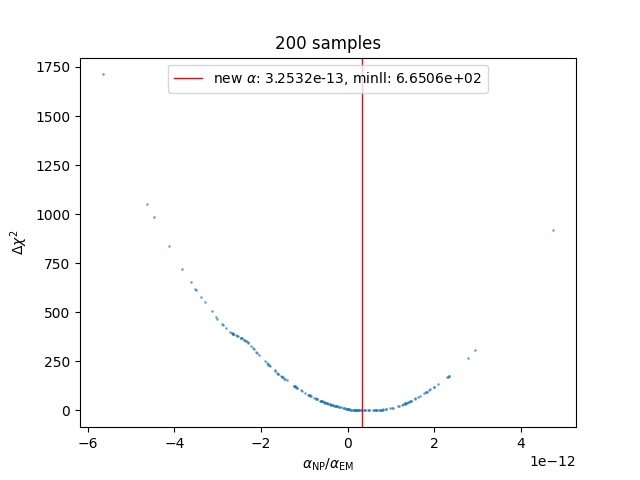 200 samples
new α: 3.2532e-13, minll: 6.6506e+02
1750
1500
1250
1000
750
500
250
0
Δχ²
−6 −4 −2 0 2 4
1e−12
α_NP/α_EM